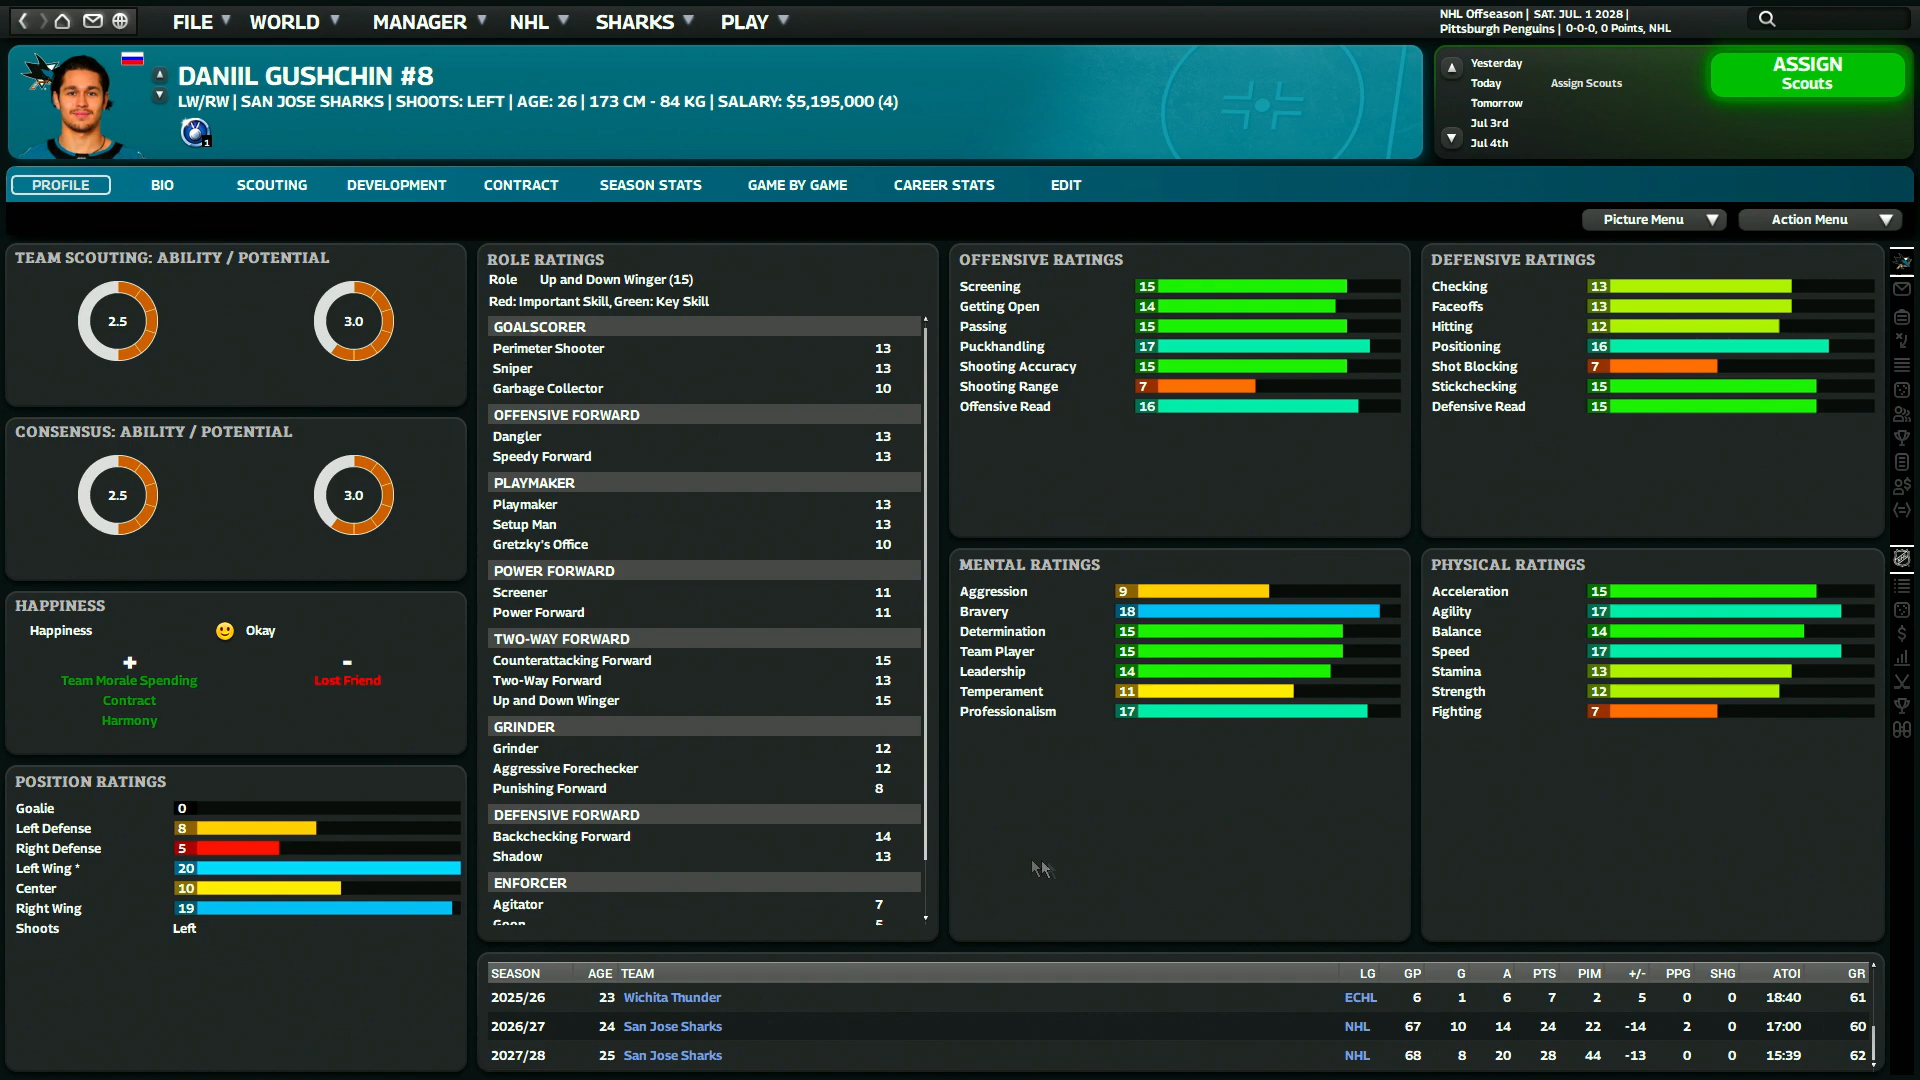 FILE WORLD MANAGER NHL SHARKS PLAY
NHL Offseason | SAT. JUL. 1 2028 |
Pittsburgh Penguins | 0-0-0, 0 Points, NHL
DANIIL GUSHCHIN #8
LW/RW | SAN JOSE SHARKS | SHOOTS: LEFT | AGE: 26 | 173 CM - 84 KG | SALARY: $5,195,000 (4)
1
Yesterday
Today Assign Scouts
Tomorrow
Jul 3rd
Jul 4th
ASSIGN
Scouts
PROFILE BIO SCOUTING DEVELOPMENT CONTRACT SEASON STATS GAME BY GAME CAREER STATS EDIT
Picture Menu Action Menu
TEAM SCOUTING: ABILITY / POTENTIAL
2.5 3.0
CONSENSUS: ABILITY / POTENTIAL
2.5 3.0
HAPPINESS
Happiness Okay
+ -
Team Morale Spending Lost Friend
Contract
Harmony
POSITION RATINGS
Goalie 0
Left Defense 8
Right Defense 5
Left Wing * 20
Center 10
Right Wing 19
Shoots Left
ROLE RATINGS
Role Up and Down Winger (15)
Red: Important Skill, Green: Key Skill
GOALSCORER
Perimeter Shooter 13
Sniper 13
Garbage Collector 10
OFFENSIVE FORWARD
Dangler 13
Speedy Forward 13
PLAYMAKER
Playmaker 13
Setup Man 13
Gretzky's Office 10
POWER FORWARD
Screener 11
Power Forward 11
TWO-WAY FORWARD
Counterattacking Forward 15
Two-Way Forward 13
Up and Down Winger 15
GRINDER
Grinder 12
Aggressive Forechecker 12
Punishing Forward 8
DEFENSIVE FORWARD
Backchecking Forward 14
Shadow 13
ENFORCER
Agitator 7
Goon 5
OFFENSIVE RATINGS
Screening 15
Getting Open 14
Passing 15
Puckhandling 17
Shooting Accuracy 15
Shooting Range 7
Offensive Read 16
DEFENSIVE RATINGS
Checking 13
Faceoffs 13
Hitting 12
Positioning 16
Shot Blocking 7
Stickchecking 15
Defensive Read 15
MENTAL RATINGS
Aggression 9
Bravery 18
Determination 15
Team Player 15
Leadership 14
Temperament 11
Professionalism 17
PHYSICAL RATINGS
Acceleration 15
Agility 17
Balance 14
Speed 17
Stamina 13
Strength 12
Fighting 7
SEASON AGE TEAM LG GP G A PTS PIM +/- PPG SHG ATOI GR
2025/26 23 Wichita Thunder ECHL 6 1 6 7 2 5 0 0 18:40 61
2026/27 24 San Jose Sharks NHL 67 10 14 24 22 -14 2 0 17:00 60
2027/28 25 San Jose Sharks NHL 68 8 20 28 44 -13 0 0 15:39 62